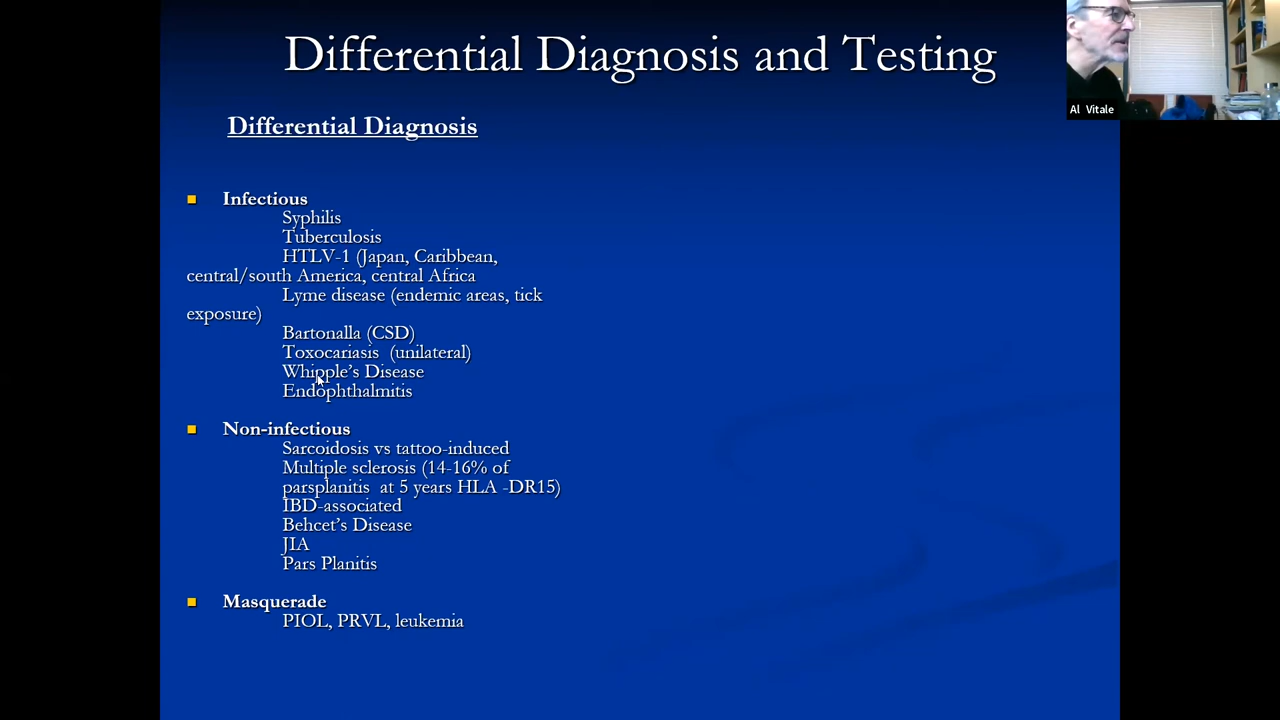 Differential Diagnosis and Testing
Al Vitale
Differential Diagnosis
Infectious
Syphilis
Tuberculosis
HTLV-1 (Japan, Caribbean,
central/south America, central Africa
Lyme disease (endemic areas, tick
exposure)
Bartonalla (CSD)
Toxocariasis (unilateral)
Whipple's Disease
Endophthalmitis
Non-infectious
Sarcoidosis vs tattoo-induced
Multiple sclerosis (14-16% of
parsplanitis at 5 years HLA -DR15)
IBD-associated
Behcet's Disease
JIA
Pars Planitis
Masquerade
PIOL, PRVL, leukemia